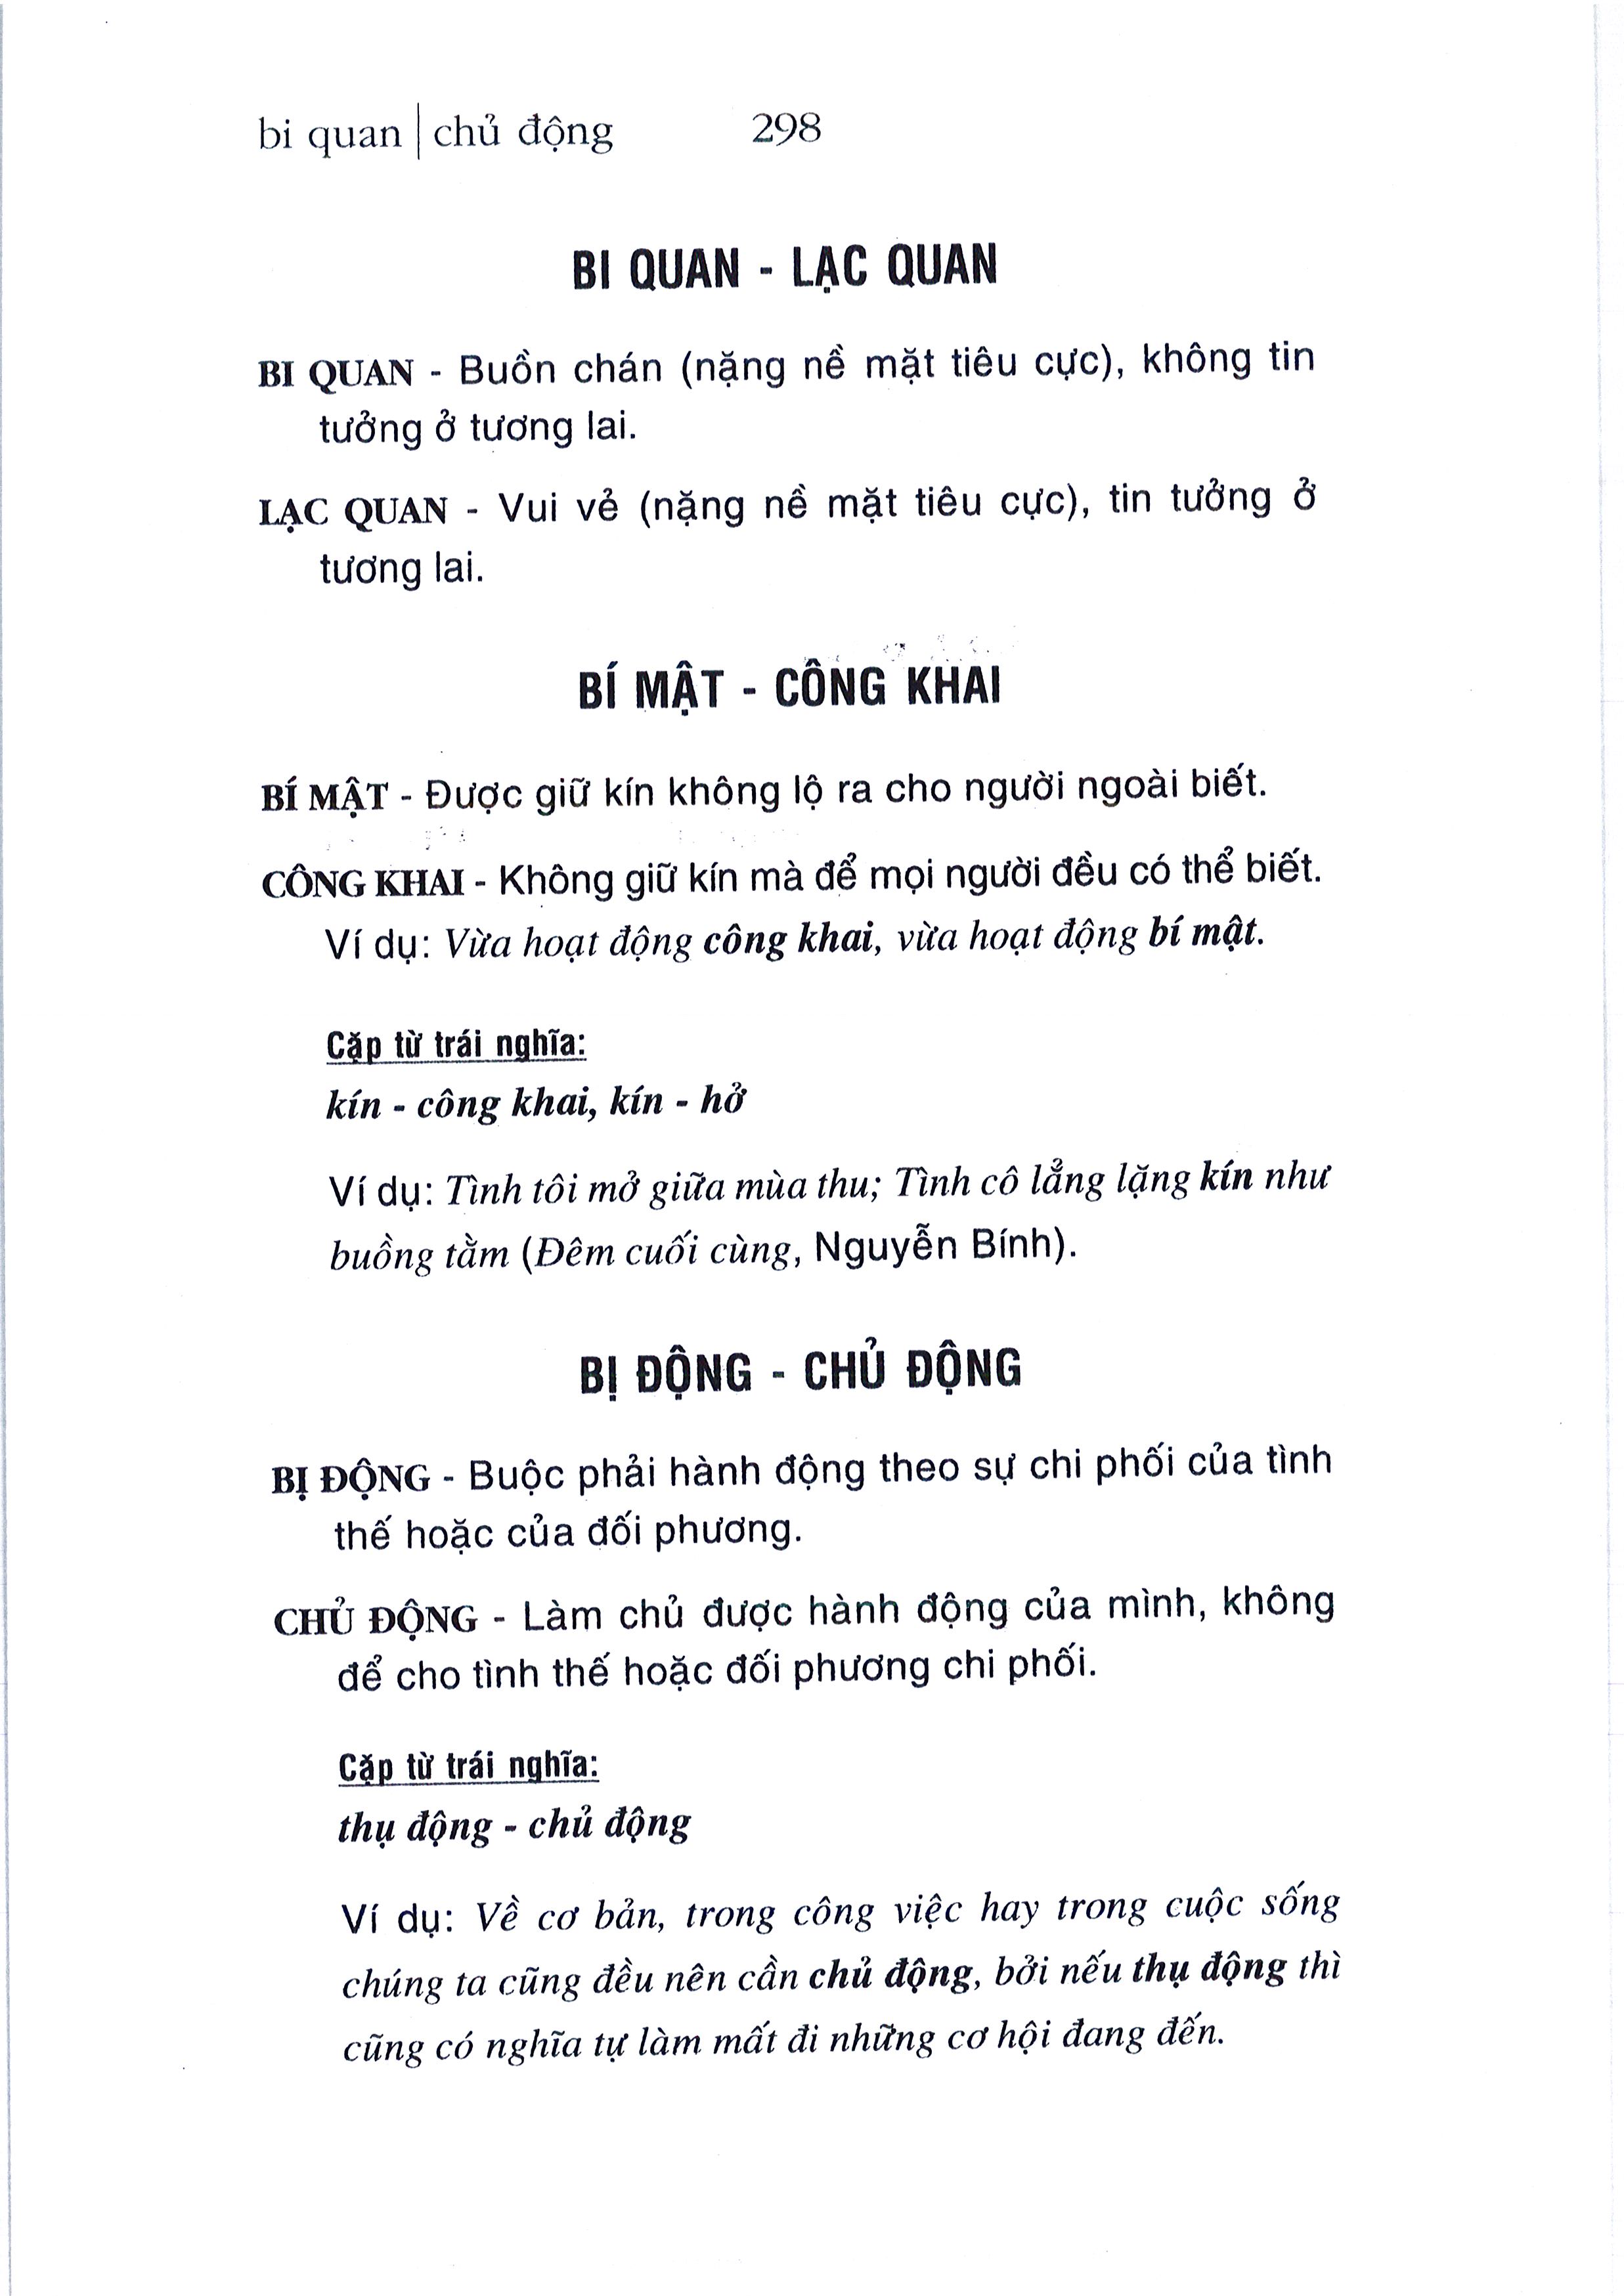 bi quan | chủ động 298
BI QUAN - LẠC QUAN
BI QUAN - Buồn chán (nặng nề mặt tiêu cực), không tin
tưởng ở tương lai.
LẠC QUAN - Vui vẻ (nặng nề mặt tiêu cực), tin tưởng ở
tương lai.
BÍ MẬT - CÔNG KHAI
BÍ MẬT - Được giữ kín không lộ ra cho người ngoài biết.
CÔNG KHAI - Không giữ kín mà để mọi người đều có thể biết.
Ví dụ: Vừa hoạt động công khai, vừa hoạt động bí mật.
Cặp từ trái nghĩa:
kín - công khai, kín - hở
Ví dụ: Tình tôi mở giữa mùa thu; Tình cô lẳng lặng kín như
buồng tằm (Đêm cuối cùng, Nguyễn Bính).
BỊ ĐỘNG - CHỦ ĐỘNG
BỊ ĐỘNG - Buộc phải hành động theo sự chi phối của tình
thế hoặc của đối phương.
CHỦ ĐỘNG - Làm chủ được hành động của mình, không
để cho tình thế hoặc đối phương chi phối.
Cặp từ trái nghĩa:
thụ động - chủ động
Ví dụ: Về cơ bản, trong công việc hay trong cuộc sống
chúng ta cũng đều nên cần chủ động, bởi nếu thụ động thì
cũng có nghĩa tự làm mất đi những cơ hội đang đến.